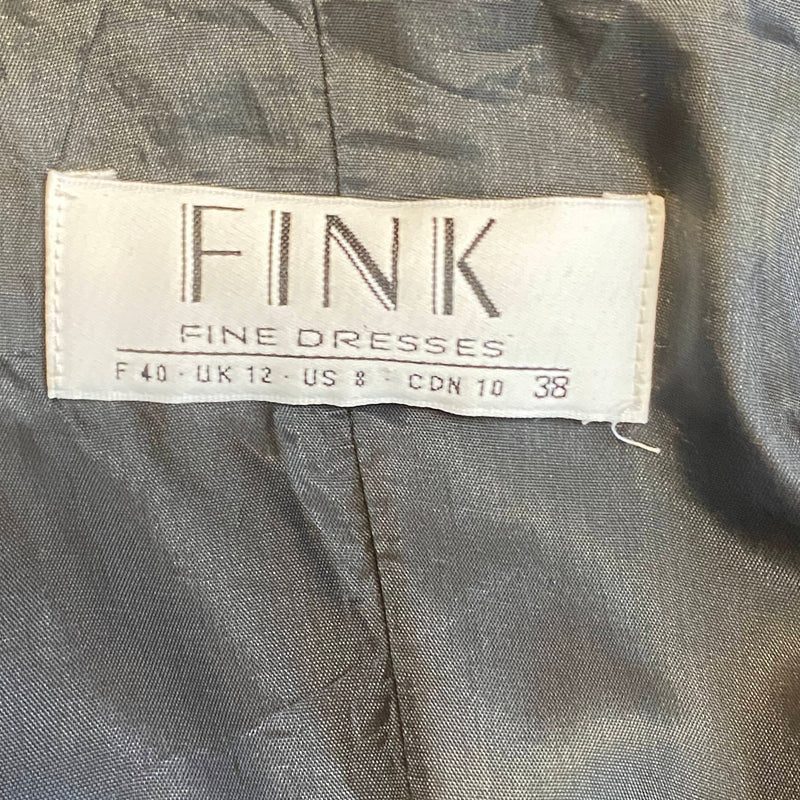 FINK
FINE DRESSES
F 40 - UK 12 - US 8 - CDN 10 38